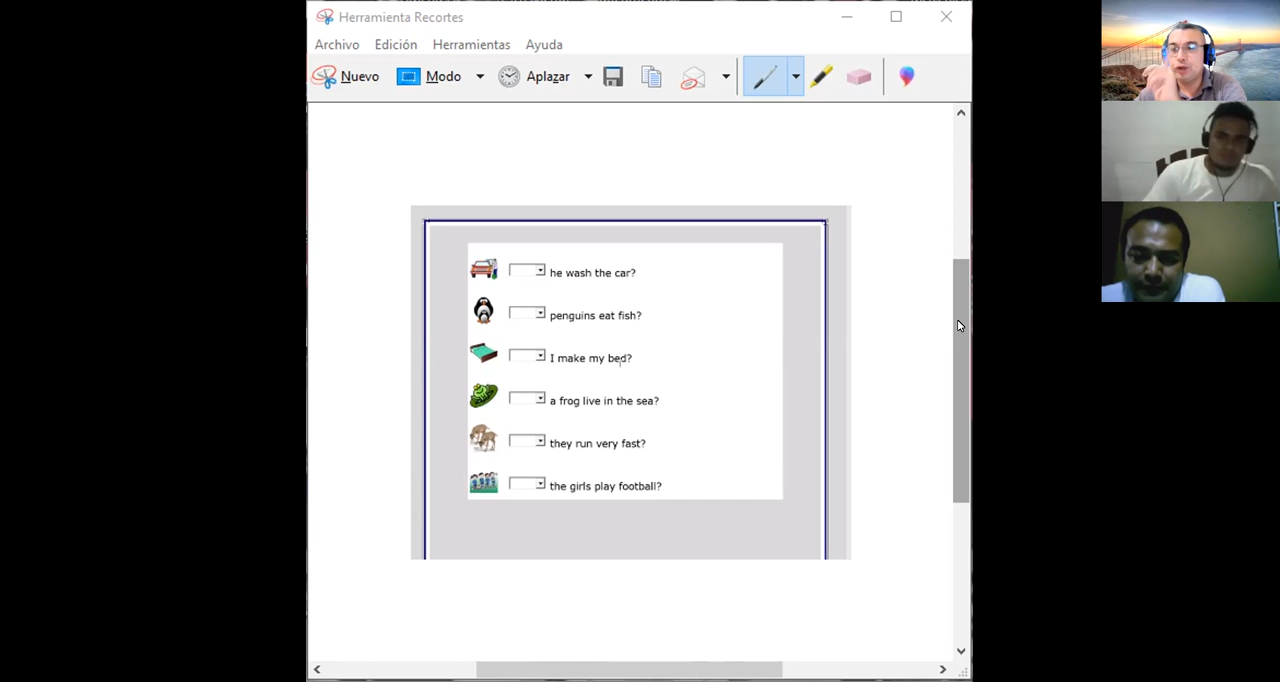 Herramienta Recortes
Archivo Edición Herramientas Ayuda
Nuevo Modo Aplazar
he wash the car?
penguins eat fish?
I make my bed?
a frog live in the sea?
they run very fast?
the girls play football?